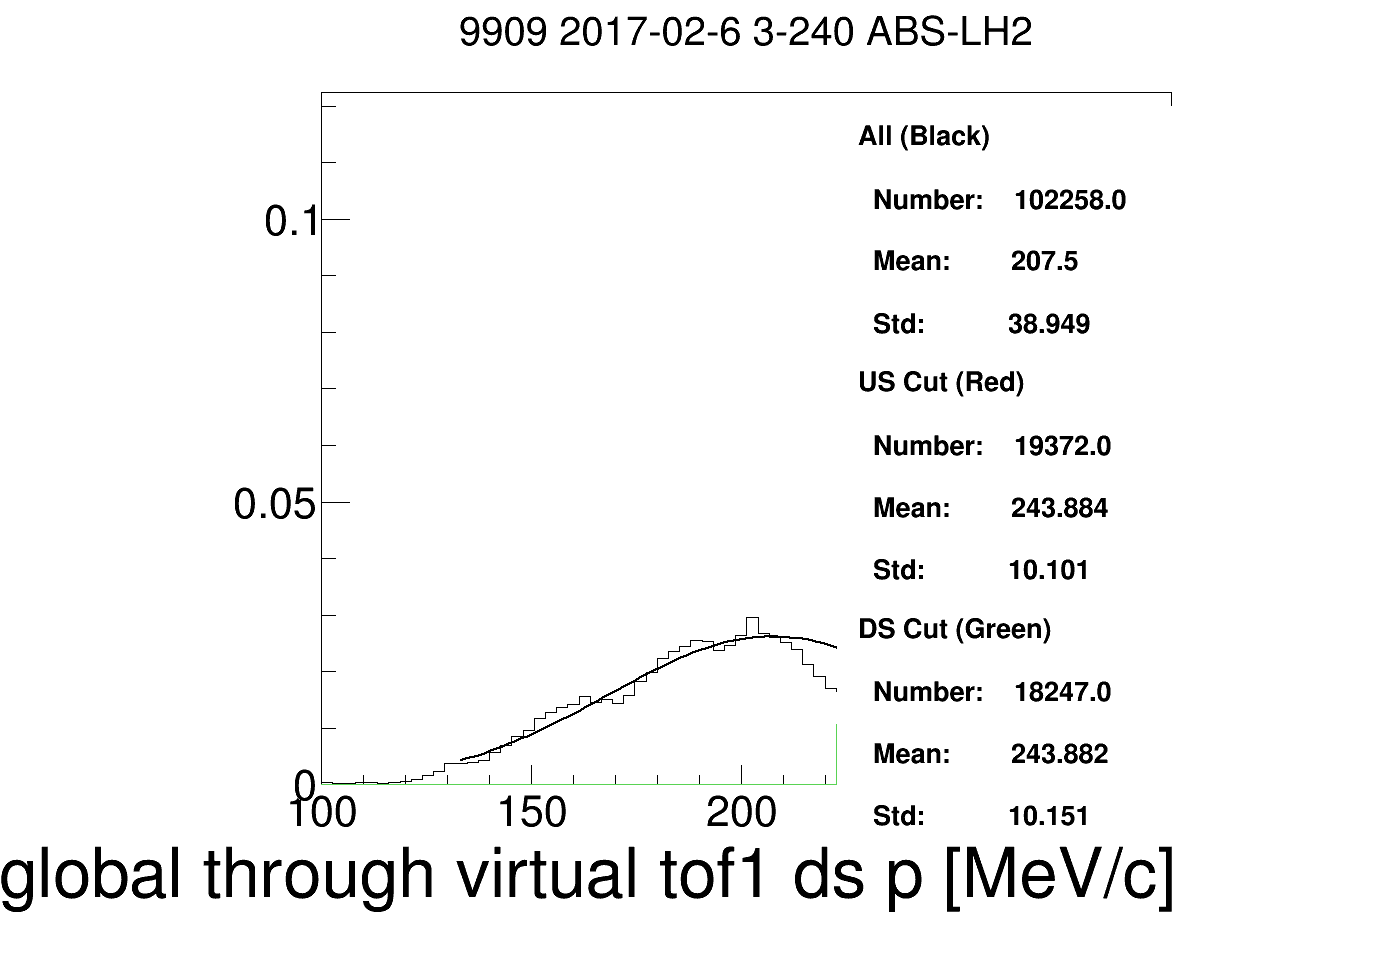 9909 2017-02-6 3-240 ABS-LH2
All (Black)
Number: 102258.0
Mean: 207.5
Std: 38.949
US Cut (Red)
Number: 19372.0
Mean: 243.884
Std: 10.101
DS Cut (Green)
Number: 18247.0
Mean: 243.882
Std: 10.151
0.1
0.05
0
100 150 200
global through virtual tof1 ds p [MeV/c]